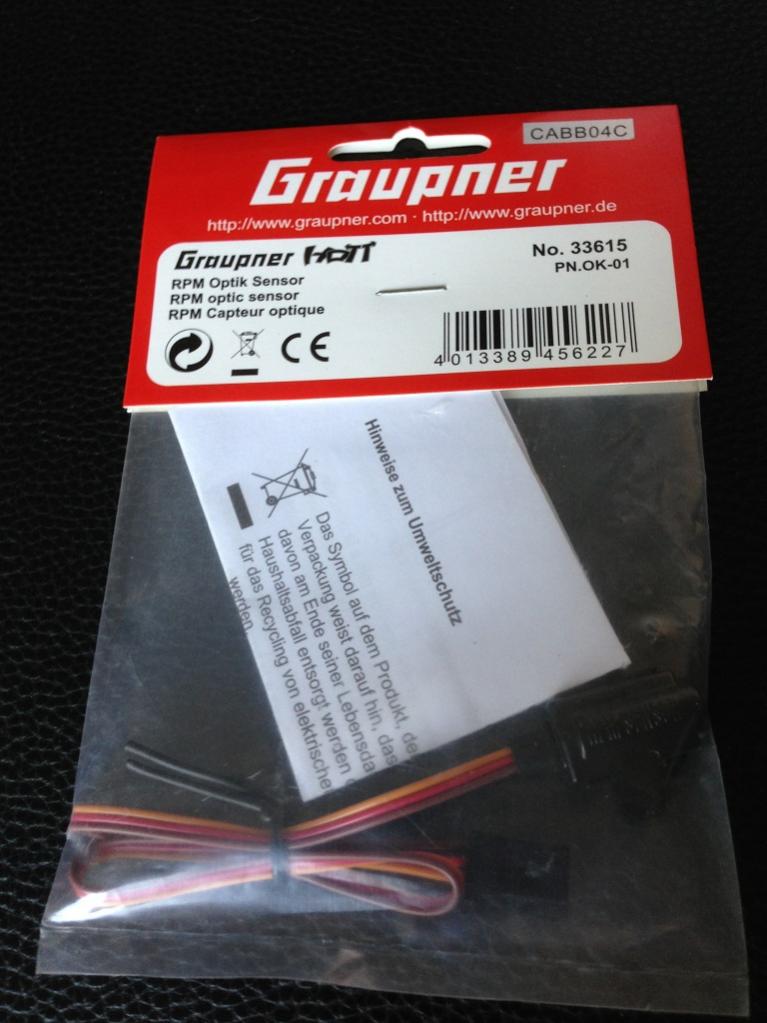 CABB04C
Graupner
http://www.graupner.com · http://www.graupner.de
Graupner HoTT
No. 33615
PN.OK-01
RPM Optik Sensor
RPM optic sensor
RPM Capteur optique
CE
4 013389 456227
Hinweise zum Umweltschutz
Das Symbol auf dem Produkt, de
Verpackung weist darauf hin, das
davon am Ende seiner Lebensda
Haushaltsabfall entsorgt werden
für das Recycling von elektrische
werden.